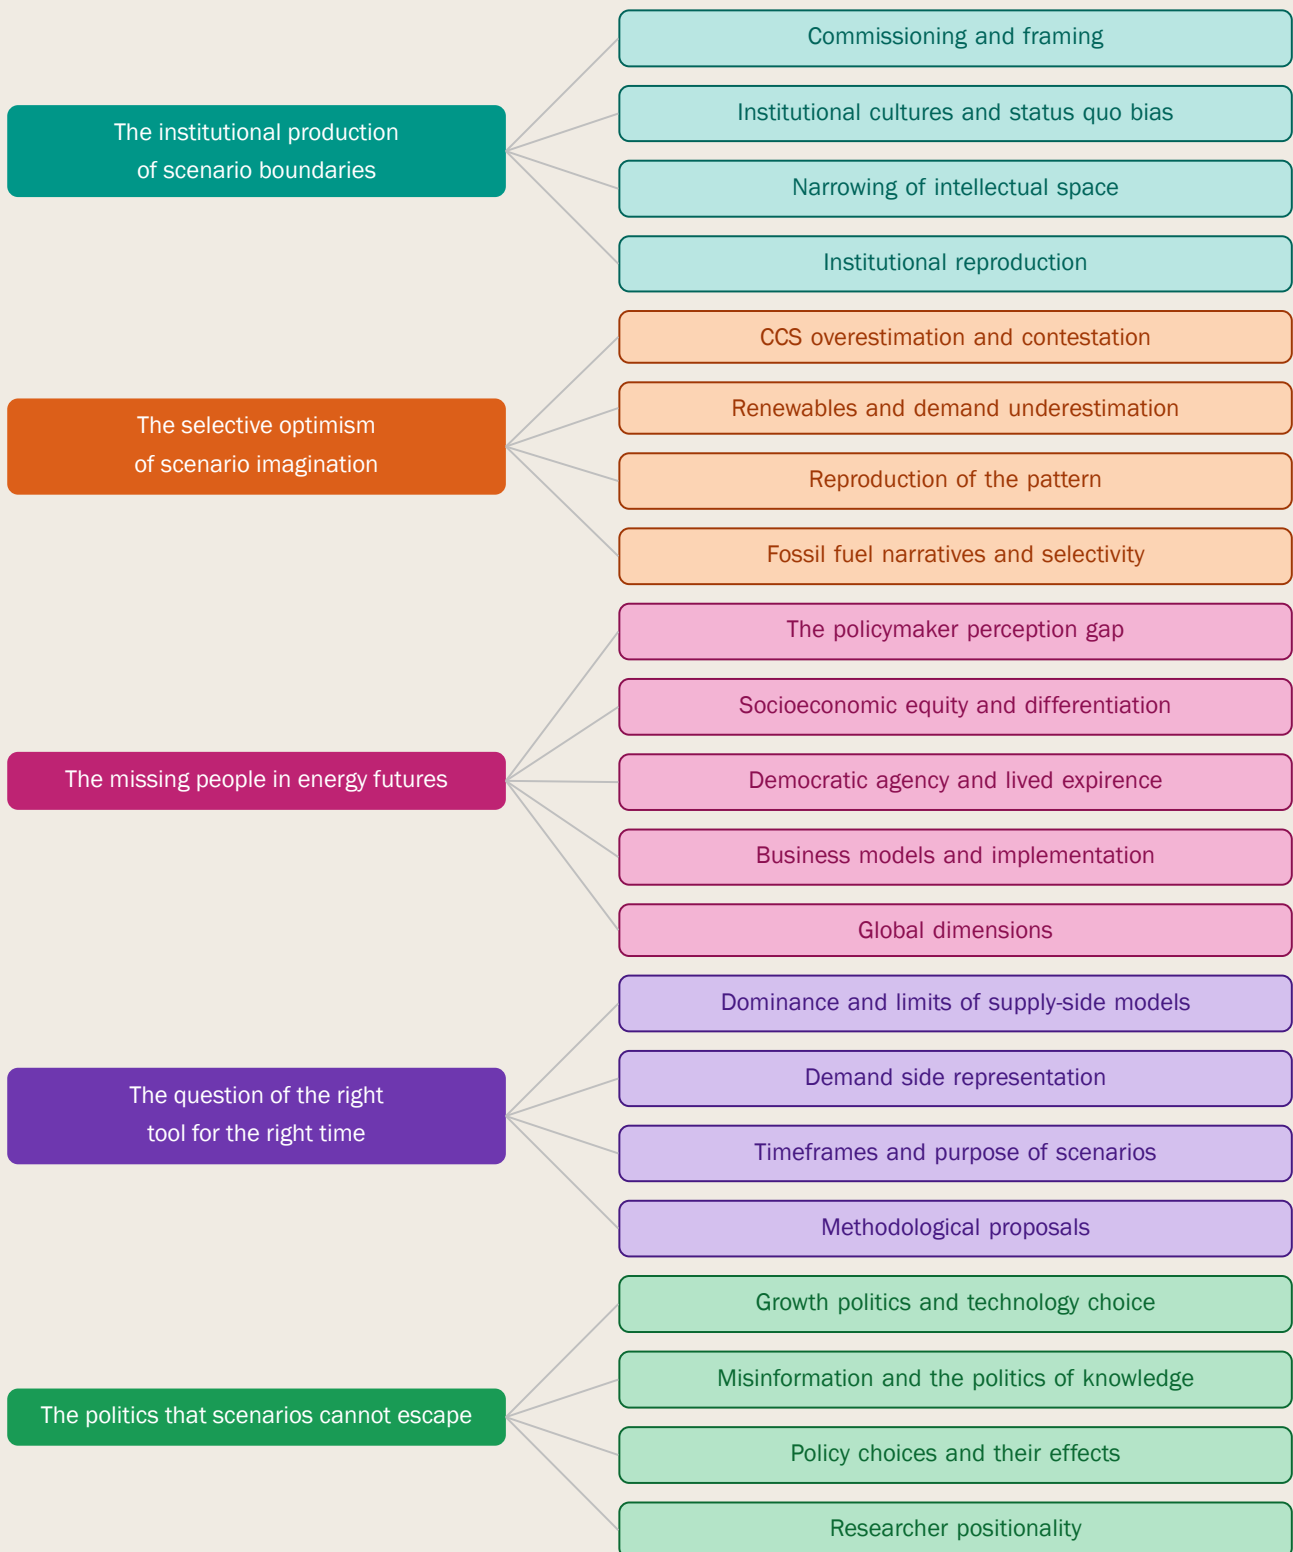 The institutional production
of scenario boundaries
Commissioning and framing
Institutional cultures and status quo bias
Narrowing of intellectual space
Institutional reproduction
The selective optimism
of scenario imagination
CCS overestimation and contestation
Renewables and demand underestimation
Reproduction of the pattern
Fossil fuel narratives and selectivity
The missing people in energy futures
The policymaker perception gap
Socioeconomic equity and differentiation
Democratic agency and lived expirence
Business models and implementation
Global dimensions
The question of the right
tool for the right time
Dominance and limits of supply-side models
Demand side representation
Timeframes and purpose of scenarios
Methodological proposals
The politics that scenarios cannot escape
Growth politics and technology choice
Misinformation and the politics of knowledge
Policy choices and their effects
Researcher positionality